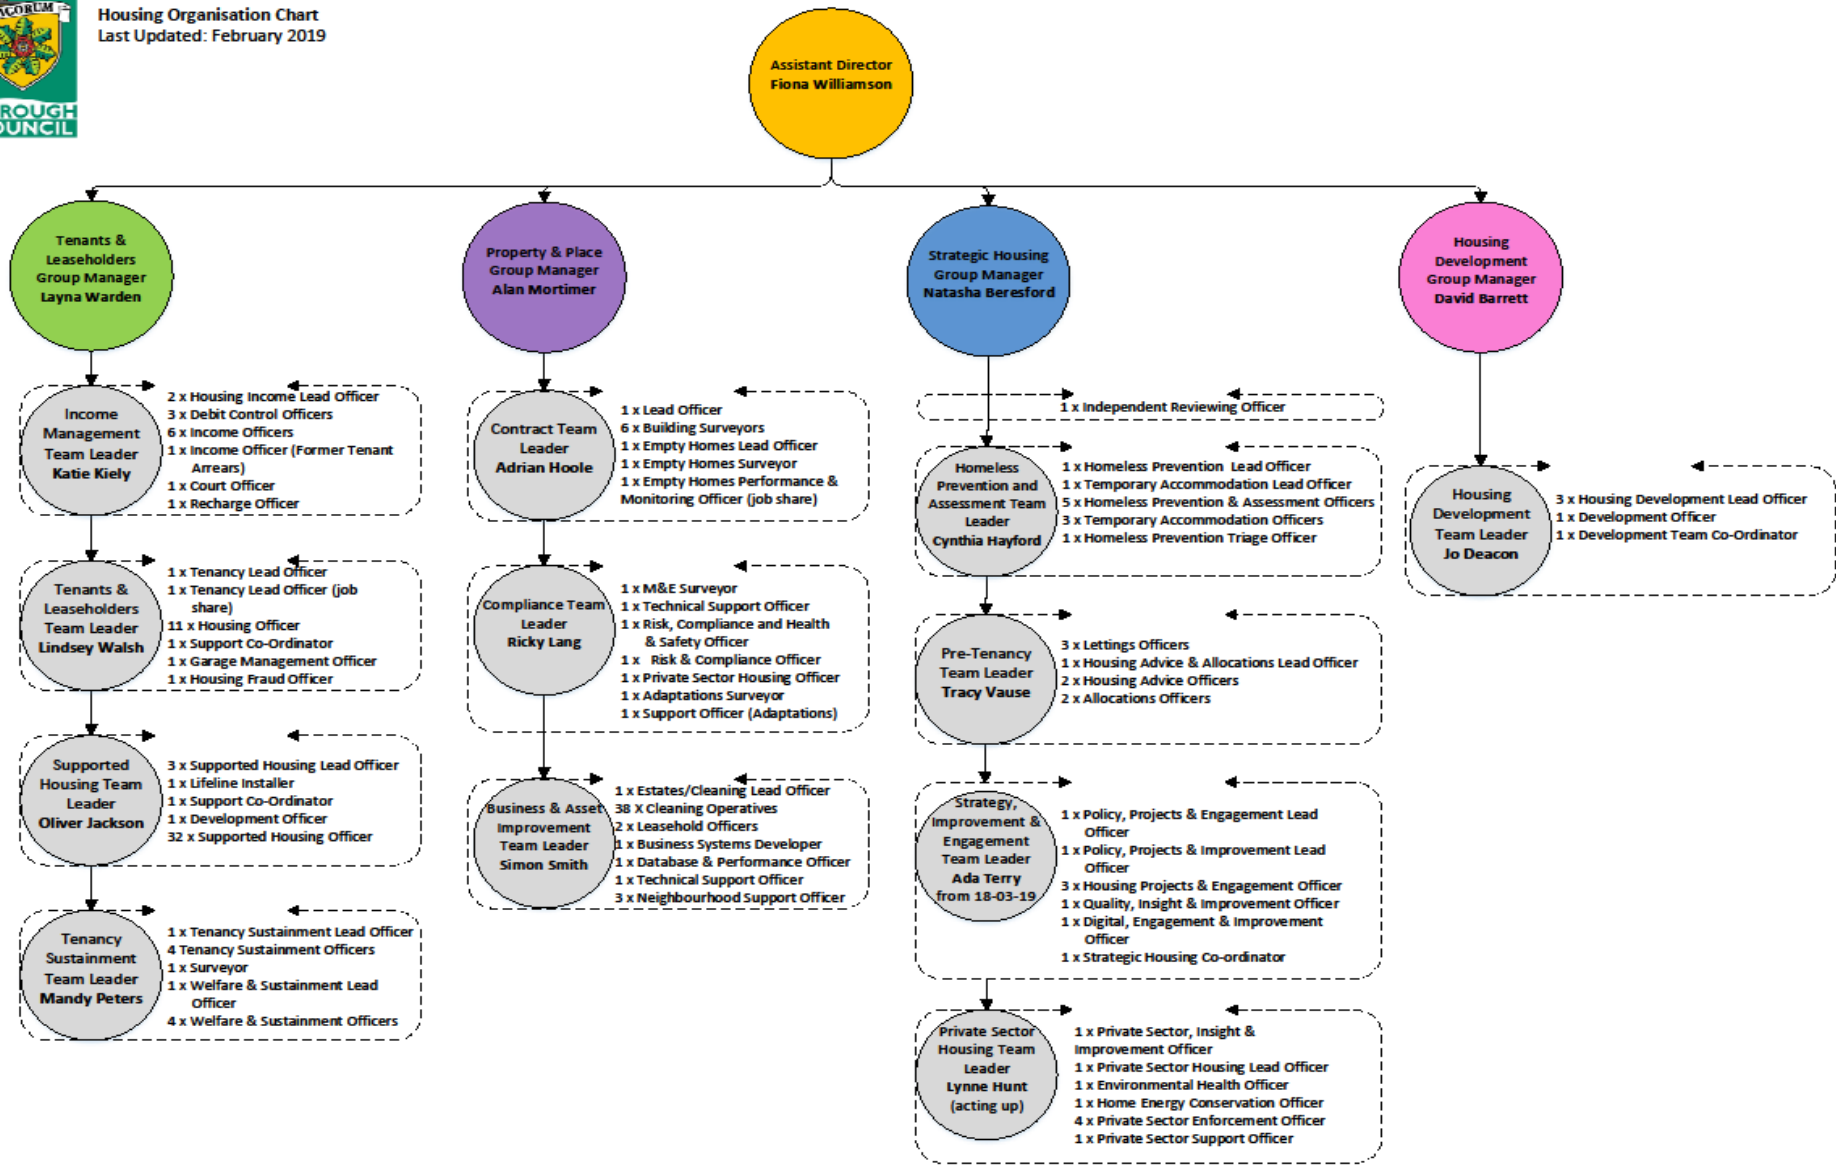 ACORUM
ROUGH
OUNCIL
Housing Organisation Chart
Last Updated: February 2019
Assistant Director
Fiona Williamson
Tenants &
Leaseholders
Group Manager
Layna Warden
Property & Place
Group Manager
Alan Mortimer
Strategic Housing
Group Manager
Natasha Beresford
Housing
Development
Group Manager
David Barrett
Income
Management
Team Leader
Katie Kiely
2 x Housing Income Lead Officer
3 x Debit Control Officers
6 x Income Officers
1 x Income Officer (Former Tenant
Arrears)
1 x Court Officer
1 x Recharge Officer
Tenants &
Leaseholders
Team Leader
Lindsey Walsh
1 x Tenancy Lead Officer
1 x Tenancy Lead Officer (job
share)
11 x Housing Officer
1 x Support Co-Ordinator
1 x Garage Management Officer
1 x Housing Fraud Officer
Supported
Housing Team
Leader
Oliver Jackson
3 x Supported Housing Lead Officer
1 x Lifeline Installer
1 x Support Co-Ordinator
1 x Development Officer
32 x Supported Housing Officer
Tenancy
Sustainment
Team Leader
Mandy Peters
1 x Tenancy Sustainment Lead Officer
4 Tenancy Sustainment Officers
1 x Surveyor
1 x Welfare & Sustainment Lead
Officer
4 x Welfare & Sustainment Officers
Contract Team
Leader
Adrian Hoole
1 x Lead Officer
6 x Building Surveyors
1 x Empty Homes Lead Officer
1 x Empty Homes Surveyor
1 x Empty Homes Performance &
Monitoring Officer (job share)
Compliance Team
Leader
Ricky Lang
1 x M&E Surveyor
1 x Technical Support Officer
1 x Risk, Compliance and Health
& Safety Officer
1 x Risk & Compliance Officer
1 x Private Sector Housing Officer
1 x Adaptations Surveyor
1 x Support Officer (Adaptations)
Business & Asset
Improvement
Team Leader
Simon Smith
1 x Estates/Cleaning Lead Officer
38 X Cleaning Operatives
2 x Leasehold Officers
1 x Business Systems Developer
1 x Database & Performance Officer
1 x Technical Support Officer
3 x Neighbourhood Support Officer
1 x Independent Reviewing Officer
Homeless
Prevention and
Assessment Team
Leader
Cynthia Hayford
1 x Homeless Prevention Lead Officer
1 x Temporary Accommodation Lead Officer
5 x Homeless Prevention & Assessment Officers
3 x Temporary Accommodation Officers
1 x Homeless Prevention Triage Officer
Pre-Tenancy
Team Leader
Tracy Vause
3 x Lettings Officers
1 x Housing Advice & Allocations Lead Officer
2 x Housing Advice Officers
2 x Allocations Officers
Strategy,
Improvement &
Engagement
Team Leader
Ada Terry
from 18-03-19
1 x Policy, Projects & Engagement Lead
Officer
1 x Policy, Projects & Improvement Lead
Officer
3 x Housing Projects & Engagement Officer
1 x Quality, Insight & Improvement Officer
1 x Digital, Engagement & Improvement
Officer
1 x Strategic Housing Co-ordinator
Private Sector
Housing Team
Leader
Lynne Hunt
(acting up)
1 x Private Sector, Insight &
Improvement Officer
1 x Private Sector Housing Lead Officer
1 x Environmental Health Officer
1 x Home Energy Conservation Officer
4 x Private Sector Enforcement Officer
1 x Private Sector Support Officer
Housing
Development
Team Leader
Jo Deacon
3 x Housing Development Lead Officer
1 x Development Officer
1 x Development Team Co-Ordinator